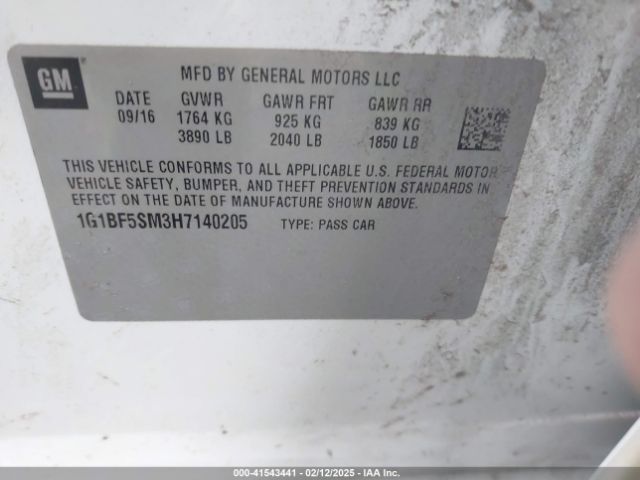 GM
MFD BY GENERAL MOTORS LLC
DATE GVWR GAWR FRT GAWR RR
09/16 1764 KG 925 KG 839 KG
3890 LB 2040 LB 1850 LB
THIS VEHICLE CONFORMS TO ALL APPLICABLE U.S. FEDERAL MOTOR
VEHICLE SAFETY, BUMPER, AND THEFT PREVENTION STANDARDS IN
EFFECT ON THE DATE OF MANUFACTURE SHOWN ABOVE.
1G1BF5SM3H7140205 TYPE: PASS CAR
000-41543441 - 02/12/2025 - IAA Inc.